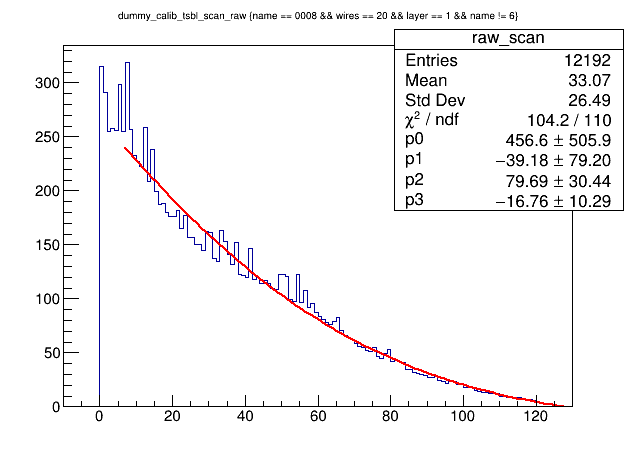 dummy_calib_tsbl_scan_raw {name == 0008 && wires == 20 && layer == 1 && name != 6}
raw_scan
Entries 12192
Mean 33.07
Std Dev 26.49
χ² / ndf 104.2 / 110
p0 456.6 ± 505.9
p1 −39.18 ± 79.20
p2 79.69 ± 30.44
p3 −16.76 ± 10.29
300
250
200
150
100
50
0
0 20 40 60 80 100 120